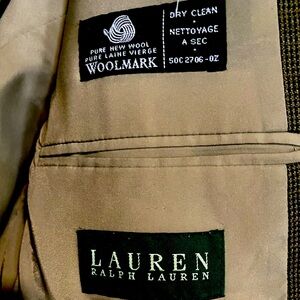 PURE NEW WOOL
PURE LAINE VIERGE
WOOLMARK
DRY CLEAN
NETTOYAGE
A SEC
50C2706-0Z
LAUREN
RALPH LAUREN